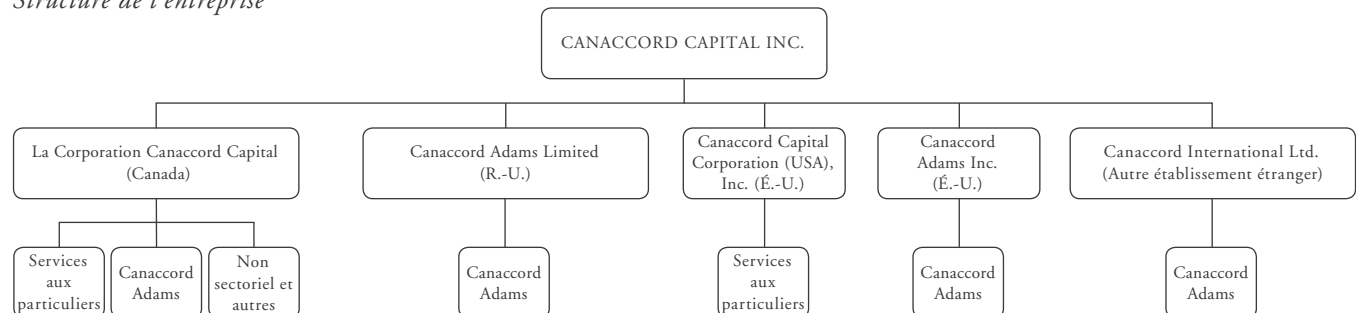 Structure de l'entreprise
CANACCORD CAPITAL INC.
La Corporation Canaccord Capital
(Canada)
Canaccord Adams Limited
(R.-U.)
Canaccord Capital
Corporation (USA),
Inc. (É.-U.)
Canaccord
Adams Inc.
(É.-U.)
Canaccord International Ltd.
(Autre établissement étranger)
Services
aux
particuliers
Canaccord
Adams
Non
sectoriel et
autres
Canaccord
Adams
Services
aux
particuliers
Canaccord
Adams
Canaccord
Adams